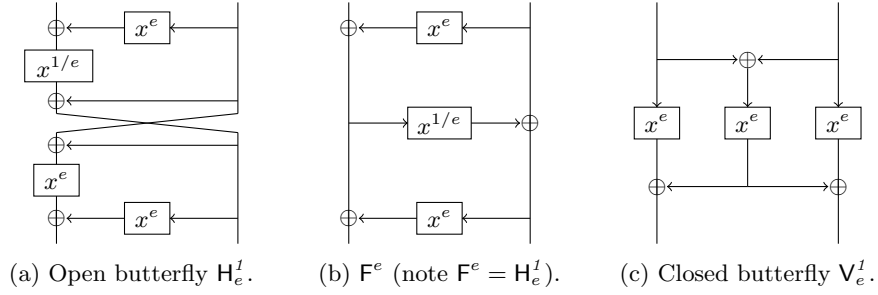 x^e
x^{1/e}
x^e
x^e
x^e
x^{1/e}
x^e
x^e x^e x^e
(a) Open butterfly H_e^1.
(b) F^e (note F^e = H_e^1).
(c) Closed butterfly V_e^1.